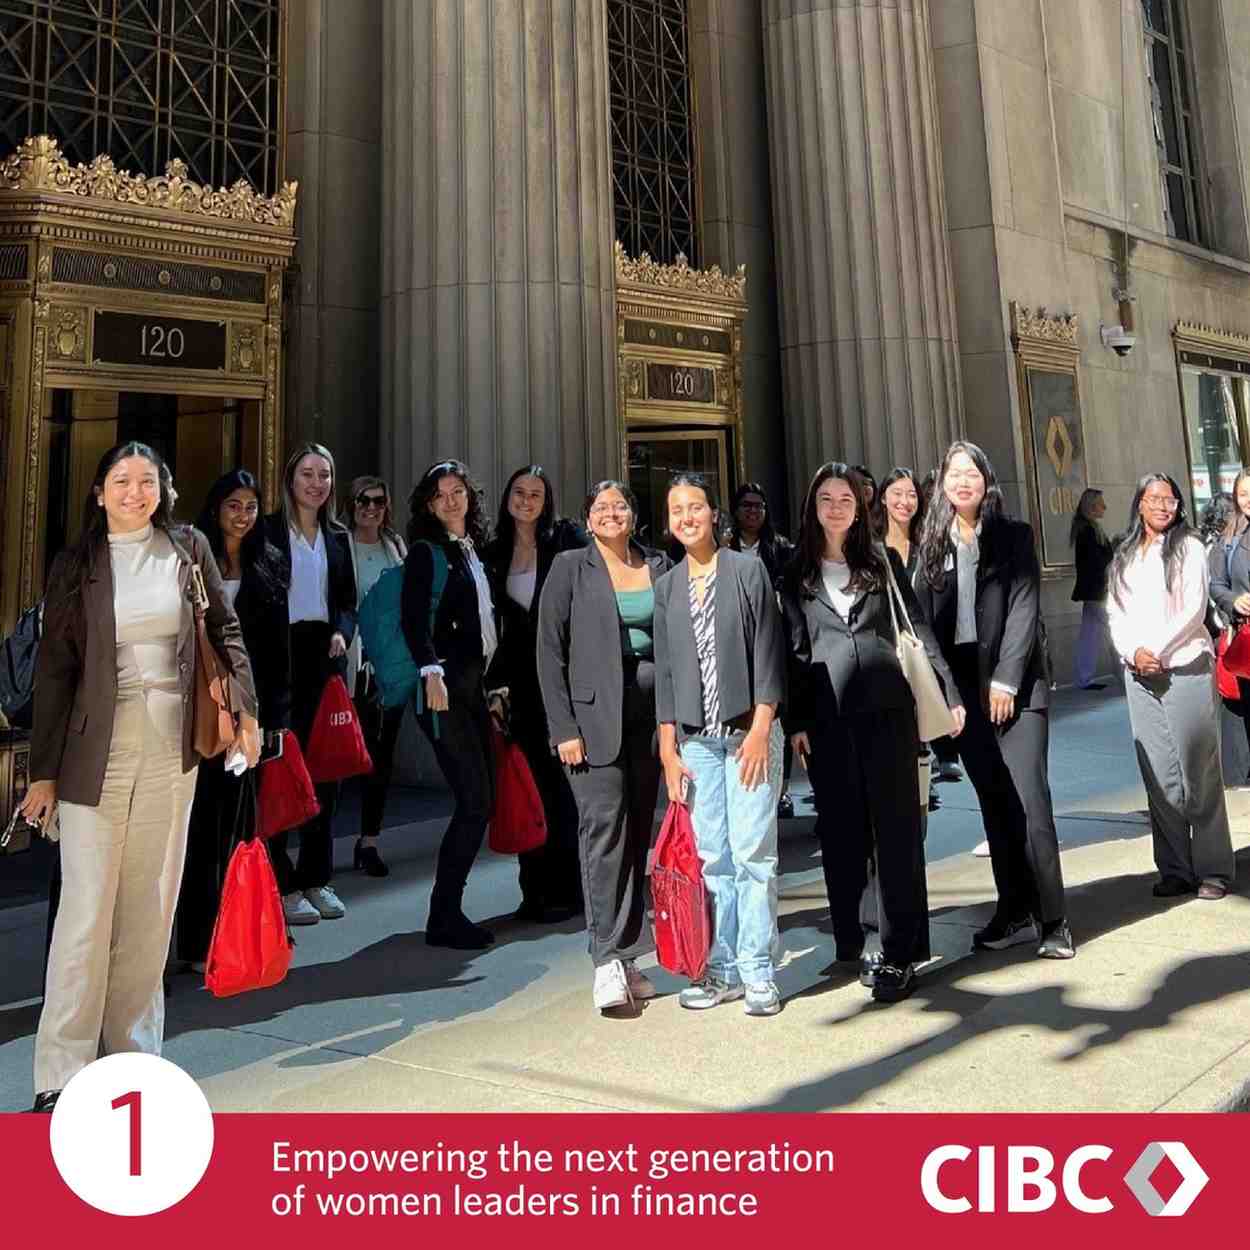 120
120
CIBC
CIBC
1
Empowering the next generation
of women leaders in finance
CIBC